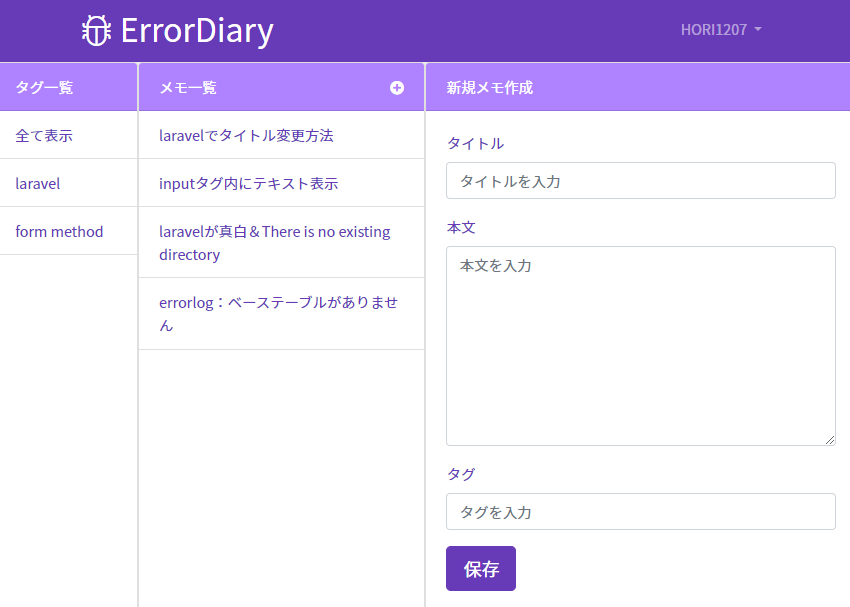 ErrorDiary
HORI1207
タグ一覧
全て表示
laravel
form method
メモ一覧
laravelでタイトル変更方法
inputタグ内にテキスト表示
laravelが真白＆There is no existing
directory
errorlog：ベーステーブルがありませ
ん
新規メモ作成
タイトル
タイトルを入力
本文
本文を入力
タグ
タグを入力
保存